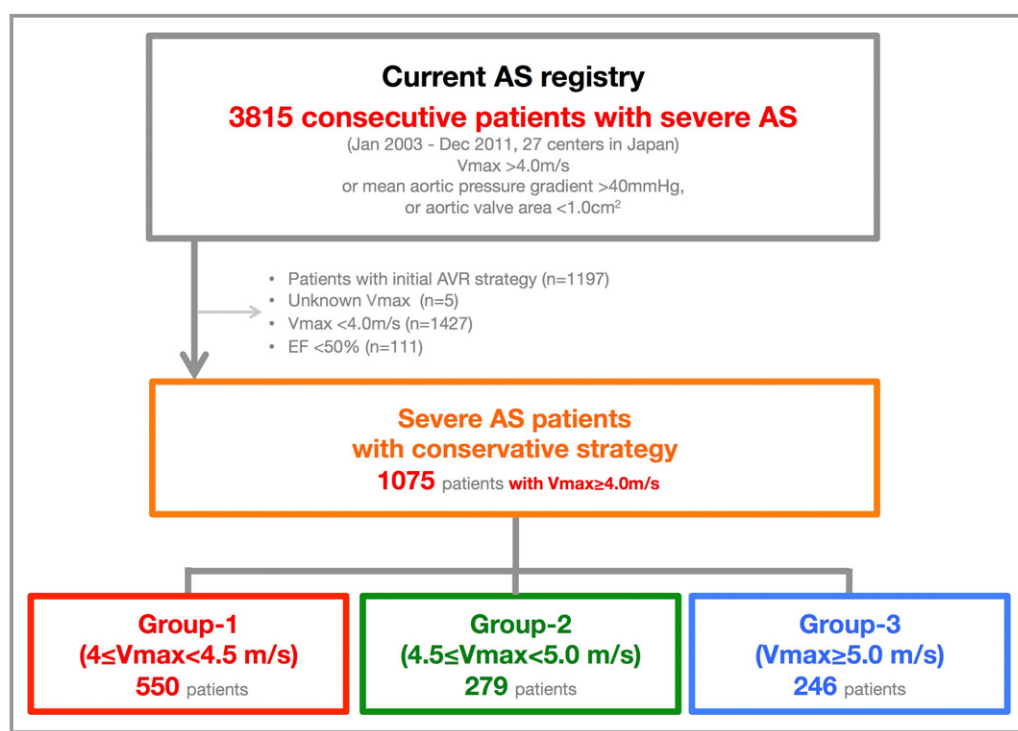 Current AS registry
3815 consecutive patients with severe AS
(Jan 2003 - Dec 2011, 27 centers in Japan)
Vmax >4.0m/s
or mean aortic pressure gradient >40mmHg,
or aortic valve area <1.0cm²
• Patients with initial AVR strategy (n=1197)
• Unknown Vmax (n=5)
• Vmax <4.0m/s (n=1427)
• EF <50% (n=111)
Severe AS patients
with conservative strategy
1075 patients with Vmax≥4.0m/s
Group-1
(4≤Vmax<4.5 m/s)
550 patients
Group-2
(4.5≤Vmax<5.0 m/s)
279 patients
Group-3
(Vmax≥5.0 m/s)
246 patients